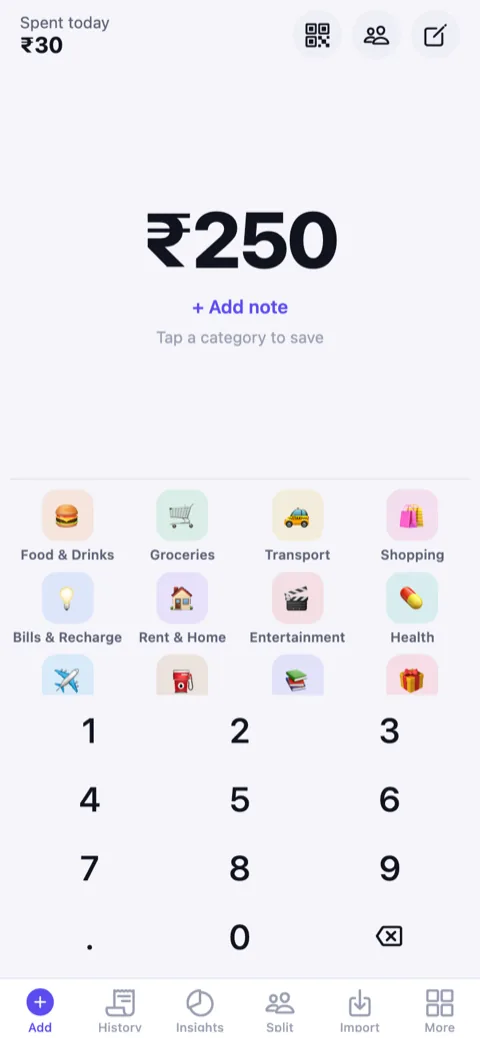 Spent today
₹30
₹250
+ Add note
Tap a category to save
Food & Drinks
Groceries
Transport
Shopping
Bills & Recharge
Rent & Home
Entertainment
Health
1 2 3
4 5 6
7 8 9
. 0
Add
History
Insights
Split
Import
More